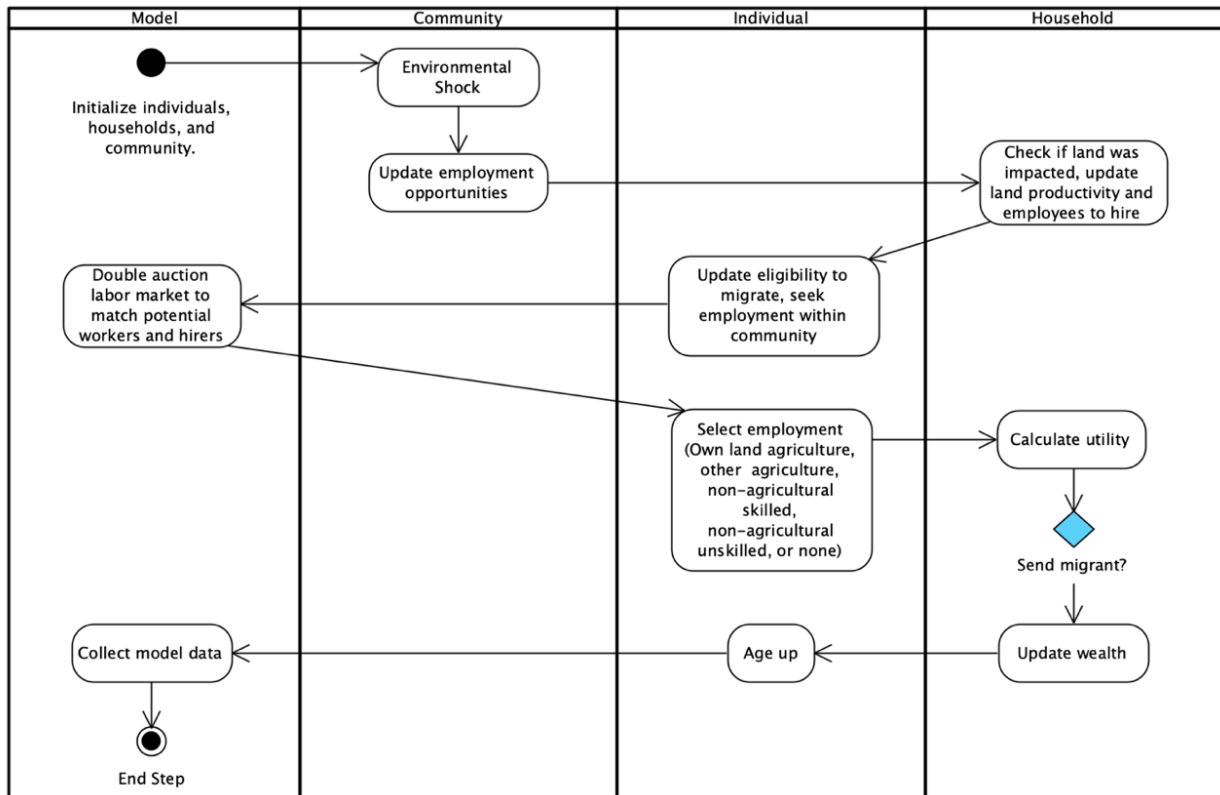 Model
Community
Individual
Household
Initialize individuals,
households, and
community.
Environmental
Shock
Update employment
opportunities
Check if land was
impacted, update
land productivity and
employees to hire
Update eligibility to
migrate, seek
employment within
community
Double auction
labor market to
match potential
workers and hirers
Select employment
(Own land agriculture,
other agriculture,
non-agricultural
skilled,
non-agricultural
unskilled, or none)
Calculate utility
Send migrant?
Update wealth
Age up
Collect model data
End Step